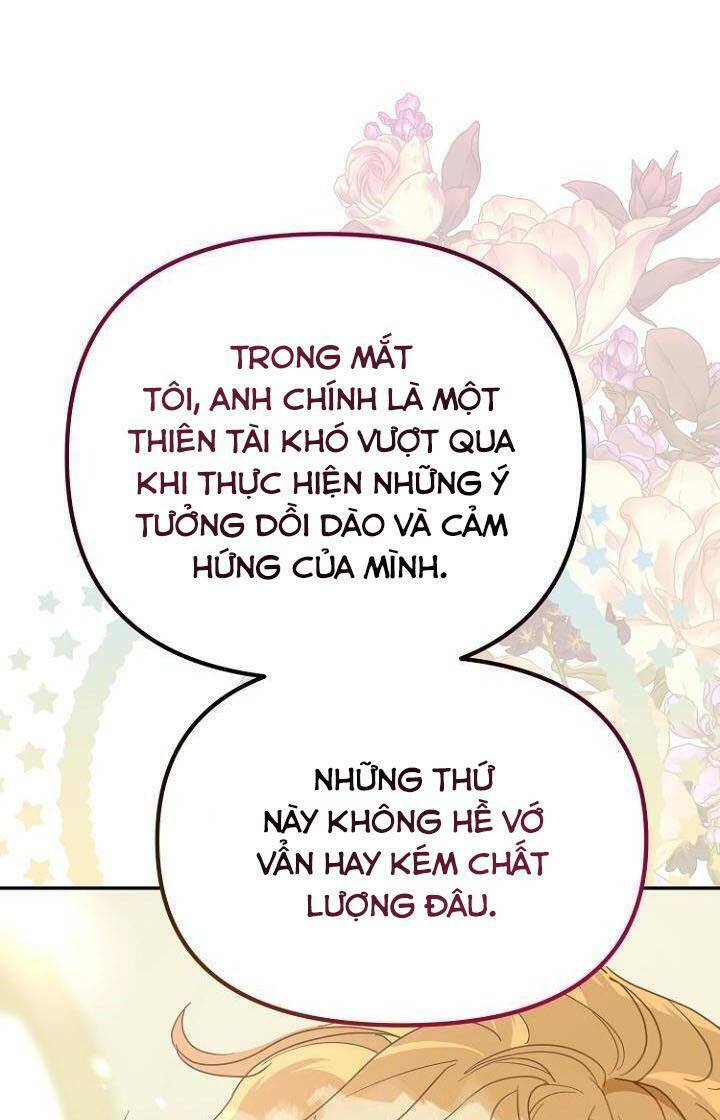 TRONG MẮT
TÔI, ANH CHÍNH LÀ MỘT
THIÊN TÀI KHÓ VƯỢT QUA
KHI THỰC HIỆN NHỮNG Ý
TƯỞNG DỒI DÀO VÀ CẢM
HỨNG CỦA MÌNH.
NHỮNG THỨ
NÀY KHÔNG HỀ VỚ
VẨN HAY KÉM CHẤT
LƯỢNG ĐÂU.